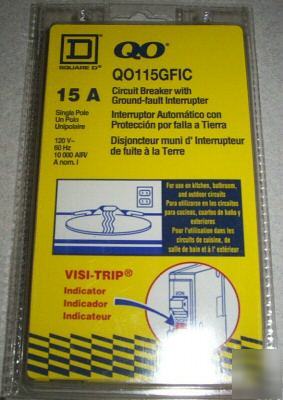 D
SQUARE D®
QO®
QO115GFIC
15 A
Single Pole
Un Polo
Unipolaire
120 V~
60 Hz
10 000 AIR/
A nom. I
Circuit Breaker with
Ground-fault Interrupter
Interruptor Automático con
Protección por falla a Tierra
Disjoncteur muni d' Interrupteur
de fuite à la Terre
For use on kitchen, bathroom,
and outdoor circuits
Para utilizarse en los circuitos
para cocinas, cuartos de baño y
exteriores
Pour l'utilisation dans les
circuits de cuisine, de
salle de bain et à l' extérieur
VISI-TRIP®
Indicator
Indicador
Indicateur